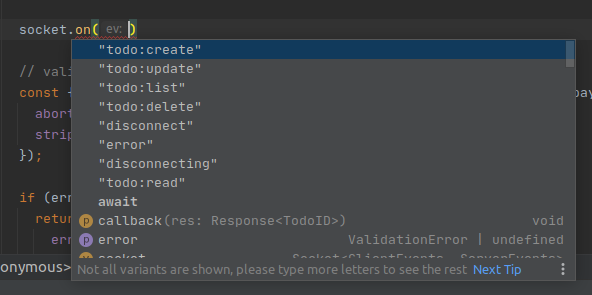 socket.on( ev: )
"todo:create"
// vali
"todo:update"
const {
"todo:list"
pay
abort
"todo:delete"
strip
"disconnect"
});
"error"
"disconnecting"
if (err
"todo:read"
retur
await
er
p callback(res: Response<TodoID>) void
p error ValidationError | undefined
onymous>
p socket Socket<ClientEvents, ServerEvents>
Not all variants are shown, please type more letters to see the rest Next Tip